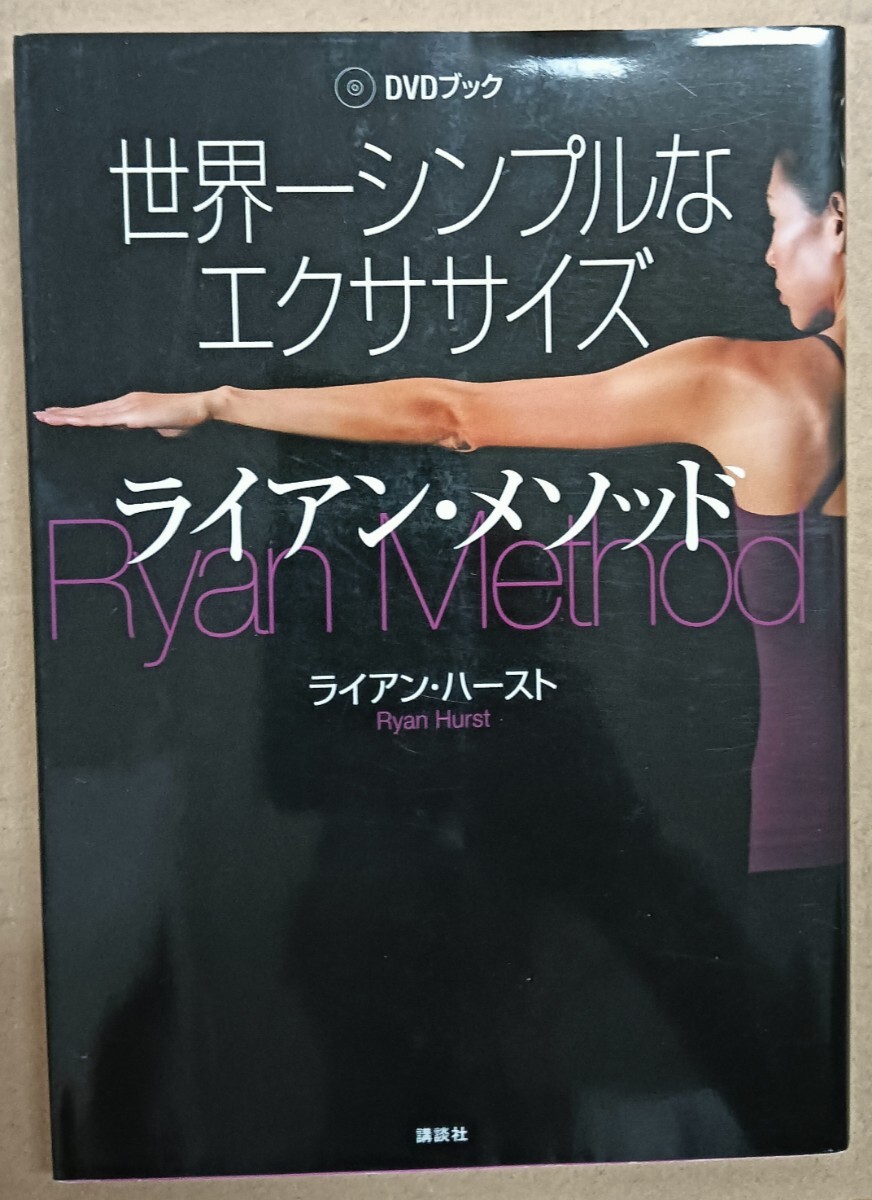 DVDブック
世界一シンプルな
エクササイズ
ライアン・メソッド
Ryan Method
ライアン・ハースト
Ryan Hurst
講談社